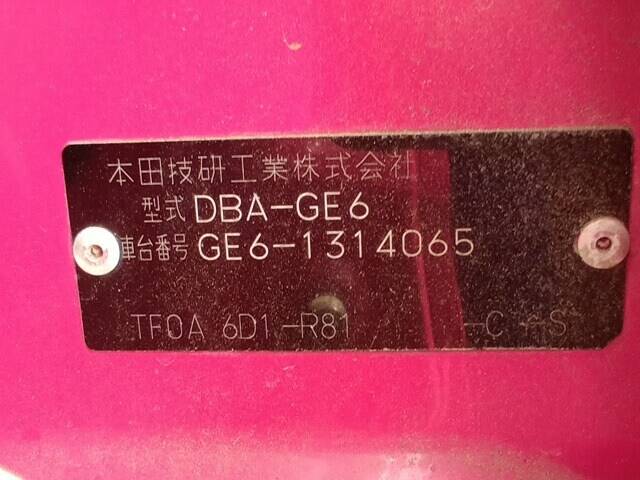 本田技研工業株式会社
型式 DBA-GE6
車台番号 GE6-1314065
TF0A 6D1-R81 -C -S